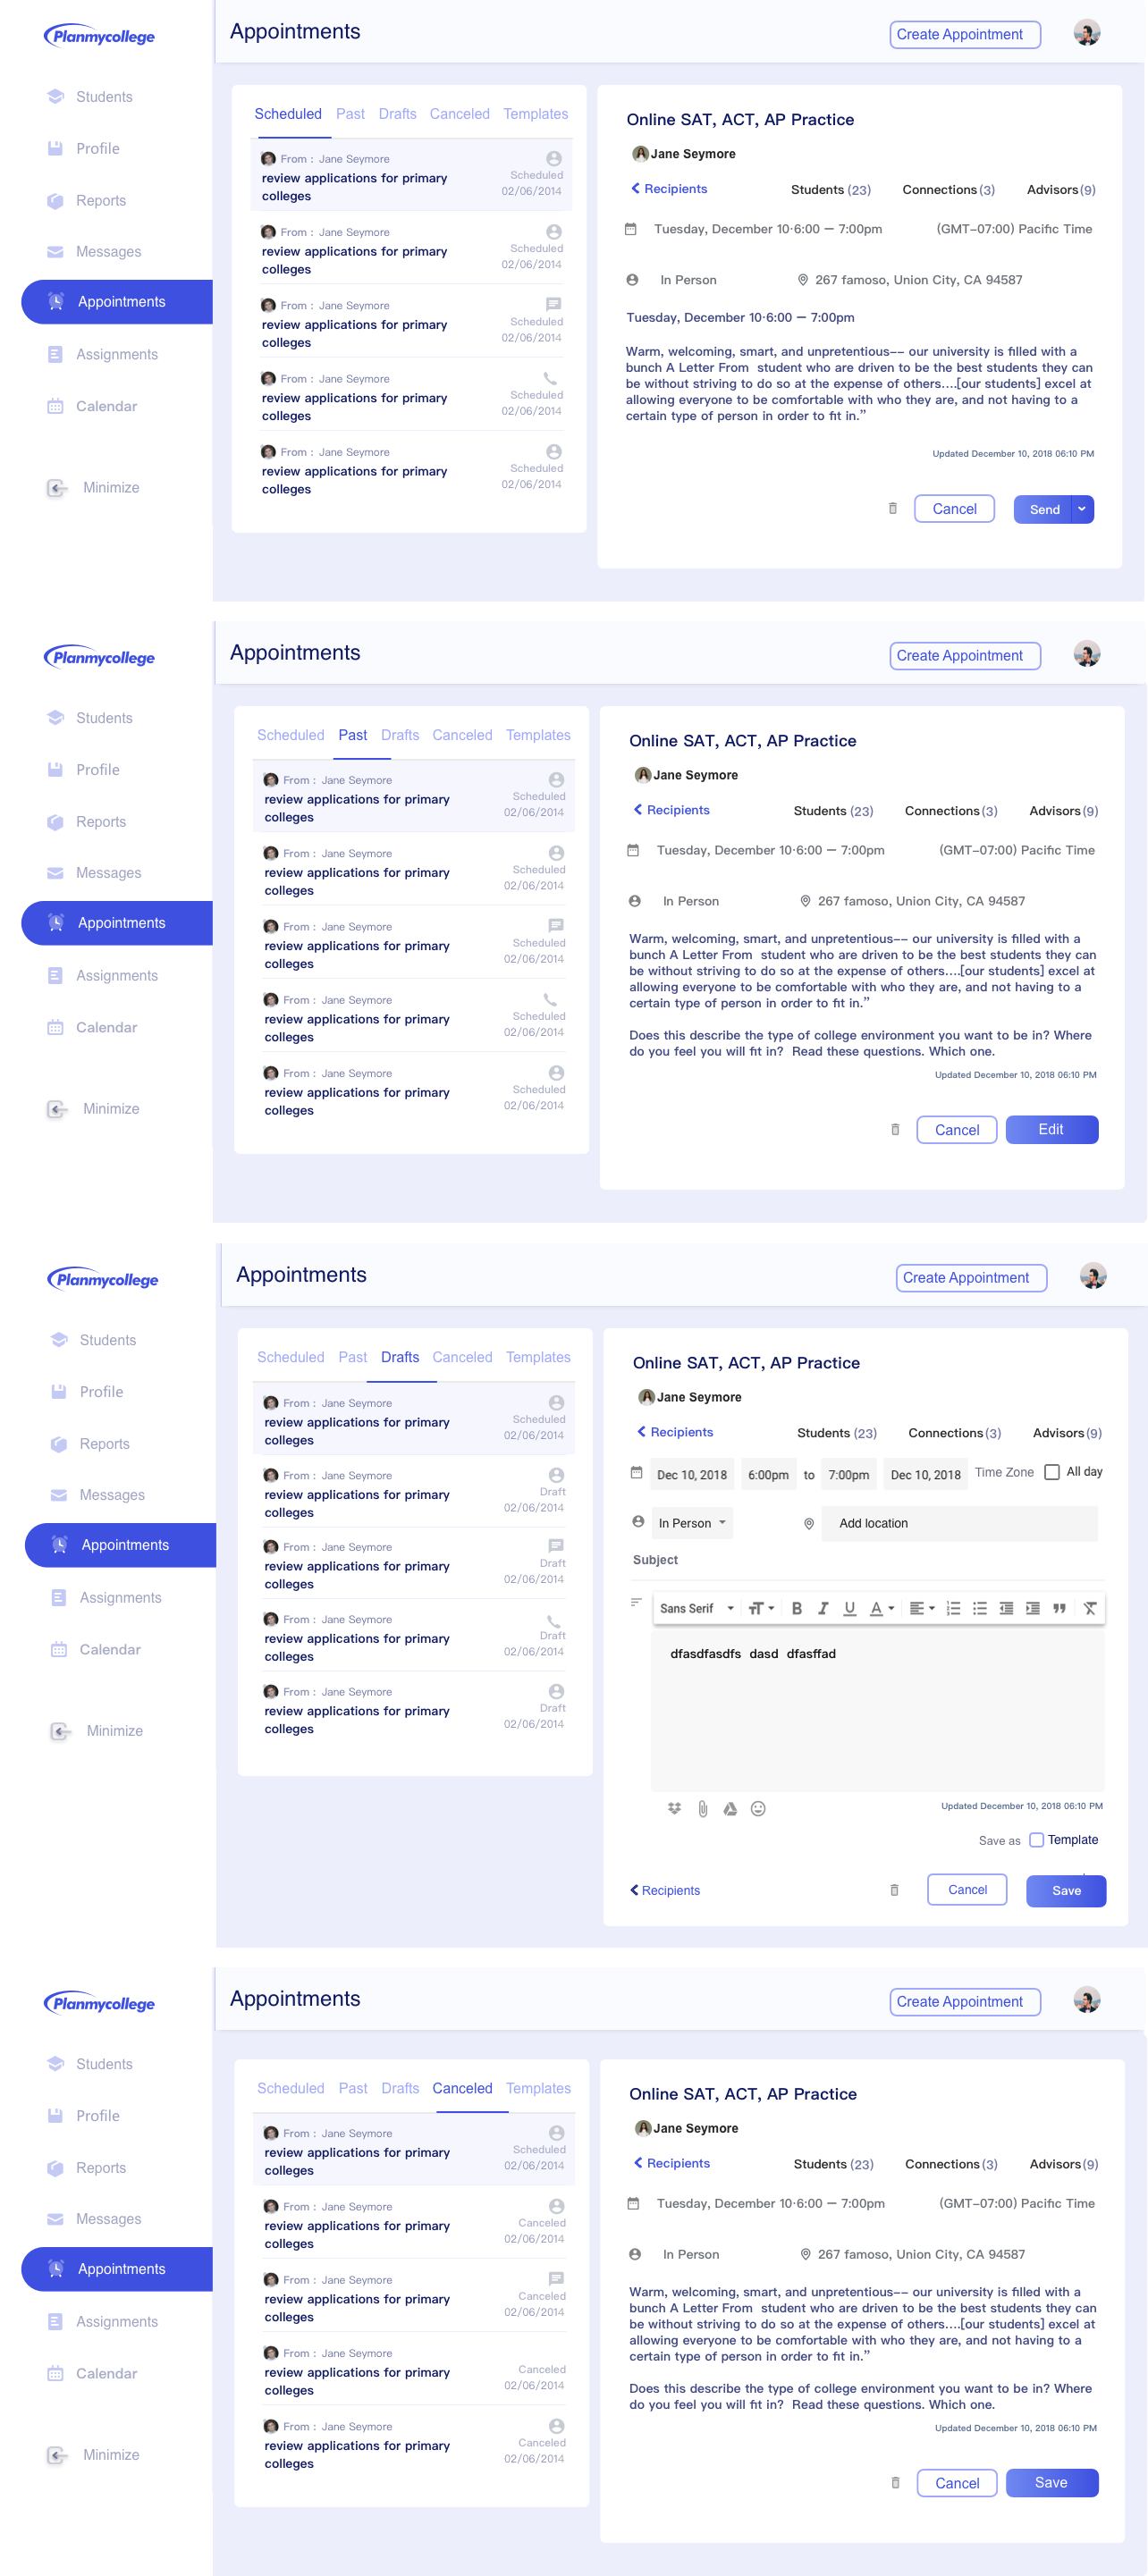 Planmycollege
Students
Profile
Reports
Messages
Appointments
Assignments
Calendar
Minimize
Appointments
Create Appointment
Scheduled Past Drafts Canceled Templates
From : Jane Seymore
review applications for primary
colleges
Scheduled
02/06/2014
From : Jane Seymore
review applications for primary
colleges
Scheduled
02/06/2014
From : Jane Seymore
review applications for primary
colleges
Scheduled
02/06/2014
From : Jane Seymore
review applications for primary
colleges
Scheduled
02/06/2014
From : Jane Seymore
review applications for primary
colleges
Scheduled
02/06/2014
Online SAT, ACT, AP Practice
Jane Seymore
Recipients Students (23) Connections (3) Advisors (9)
Tuesday, December 10·6:00 — 7:00pm (GMT-07:00) Pacific Time
In Person 267 famoso, Union City, CA 94587
Tuesday, December 10·6:00 — 7:00pm
Warm, welcoming, smart, and unpretentious-- our university is filled with a
bunch A Letter From student who are driven to be the best students they can
be without striving to do so at the expense of others....[our students] excel at
allowing everyone to be comfortable with who they are, and not having to a
certain type of person in order to fit in.”
Updated December 10, 2018 06:10 PM
Cancel Send
Planmycollege
Students
Profile
Reports
Messages
Appointments
Assignments
Calendar
Minimize
Appointments
Create Appointment
Scheduled Past Drafts Canceled Templates
From : Jane Seymore
review applications for primary
colleges
Scheduled
02/06/2014
From : Jane Seymore
review applications for primary
colleges
Scheduled
02/06/2014
From : Jane Seymore
review applications for primary
colleges
Scheduled
02/06/2014
From : Jane Seymore
review applications for primary
colleges
Scheduled
02/06/2014
From : Jane Seymore
review applications for primary
colleges
Scheduled
02/06/2014
Online SAT, ACT, AP Practice
Jane Seymore
Recipients Students (23) Connections (3) Advisors (9)
Tuesday, December 10·6:00 — 7:00pm (GMT-07:00) Pacific Time
In Person 267 famoso, Union City, CA 94587
Warm, welcoming, smart, and unpretentious-- our university is filled with a
bunch A Letter From student who are driven to be the best students they can
be without striving to do so at the expense of others....[our students] excel at
allowing everyone to be comfortable with who they are, and not having to a
certain type of person in order to fit in.”
Does this describe the type of college environment you want to be in? Where
do you feel you will fit in? Read these questions. Which one.
Updated December 10, 2018 06:10 PM
Cancel Edit
Planmycollege
Students
Profile
Reports
Messages
Appointments
Assignments
Calendar
Minimize
Appointments
Create Appointment
Scheduled Past Drafts Canceled Templates
From : Jane Seymore
review applications for primary
colleges
Scheduled
02/06/2014
From : Jane Seymore
review applications for primary
colleges
Draft
02/06/2014
From : Jane Seymore
review applications for primary
colleges
Draft
02/06/2014
From : Jane Seymore
review applications for primary
colleges
Draft
02/06/2014
From : Jane Seymore
review applications for primary
colleges
Draft
02/06/2014
Online SAT, ACT, AP Practice
Jane Seymore
Recipients Students (23) Connections (3) Advisors (9)
Dec 10, 2018 6:00pm to 7:00pm Dec 10, 2018 Time Zone All day
In Person Add location
Subject
Sans Serif
dfasdfasdfs dasd dfasffad
Updated December 10, 2018 06:10 PM
Save as Template
Recipients Cancel Save
Planmycollege
Students
Profile
Reports
Messages
Appointments
Assignments
Calendar
Minimize
Appointments
Create Appointment
Scheduled Past Drafts Canceled Templates
From : Jane Seymore
review applications for primary
colleges
Scheduled
02/06/2014
From : Jane Seymore
review applications for primary
colleges
Canceled
02/06/2014
From : Jane Seymore
review applications for primary
colleges
Canceled
02/06/2014
From : Jane Seymore
review applications for primary
colleges
Canceled
02/06/2014
From : Jane Seymore
review applications for primary
colleges
Canceled
02/06/2014
Online SAT, ACT, AP Practice
Jane Seymore
Recipients Students (23) Connections (3) Advisors (9)
Tuesday, December 10·6:00 — 7:00pm (GMT-07:00) Pacific Time
In Person 267 famoso, Union City, CA 94587
Warm, welcoming, smart, and unpretentious-- our university is filled with a
bunch A Letter From student who are driven to be the best students they can
be without striving to do so at the expense of others....[our students] excel at
allowing everyone to be comfortable with who they are, and not having to a
certain type of person in order to fit in.”
Does this describe the type of college environment you want to be in? Where
do you feel you will fit in? Read these questions. Which one.
Updated December 10, 2018 06:10 PM
Cancel Save